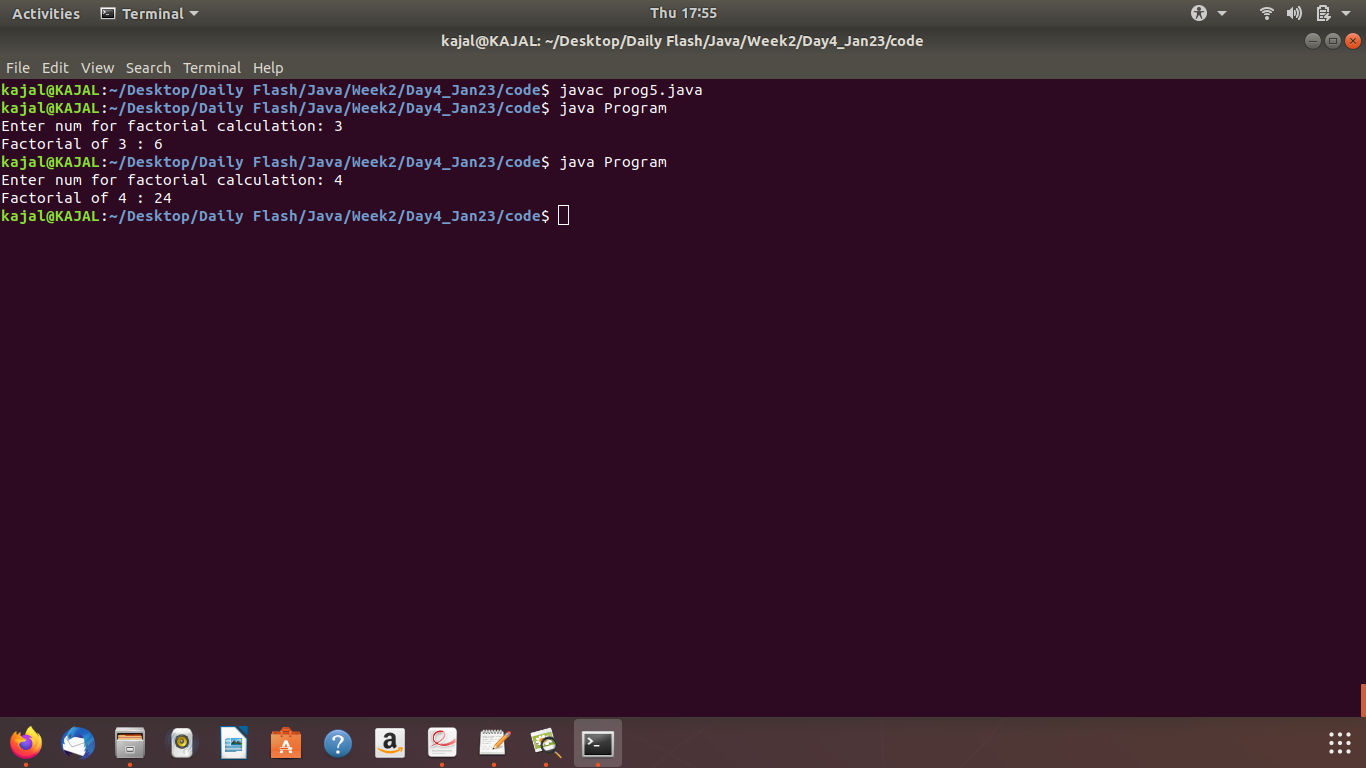 Activities Terminal Thu 17:55
kajal@KAJAL: ~/Desktop/Daily Flash/Java/Week2/Day4_Jan23/code
File Edit View Search Terminal Help
kajal@KAJAL:~/Desktop/Daily Flash/Java/Week2/Day4_Jan23/code$ javac prog5.java
kajal@KAJAL:~/Desktop/Daily Flash/Java/Week2/Day4_Jan23/code$ java Program
Enter num for factorial calculation: 3
Factorial of 3 : 6
kajal@KAJAL:~/Desktop/Daily Flash/Java/Week2/Day4_Jan23/code$ java Program
Enter num for factorial calculation: 4
Factorial of 4 : 24
kajal@KAJAL:~/Desktop/Daily Flash/Java/Week2/Day4_Jan23/code$